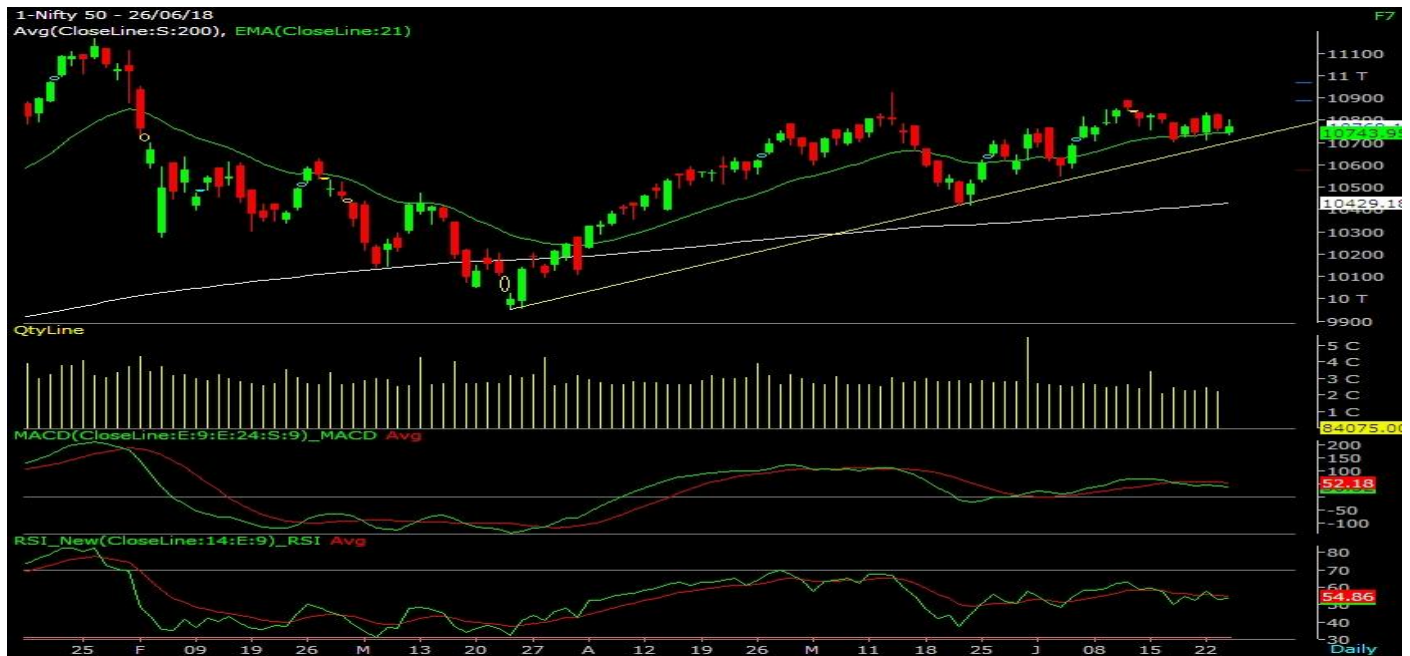 1-Nifty 50 - 26/06/18 F7
Avg(CloseLine:S:200), EMA(CloseLine:21)
11100
11 T
10900
10743.95
10700
10600
10500
10429.18
10300
10200
10100
10 T
9900
QtyLine
5 C
4 C
3 C
2 C
1 C
84075.00
MACD(CloseLine:E:9:E:24:S:9)_MACD Avg
200
150
100
52.18
-50
-100
RSI_New(CloseLine:14:E:9)_RSI Avg
80
70
54.86
40
30
25 F 09 19 26 M 13 20 27 A 12 19 26 M 11 18 25 J 08 15 22 Daily